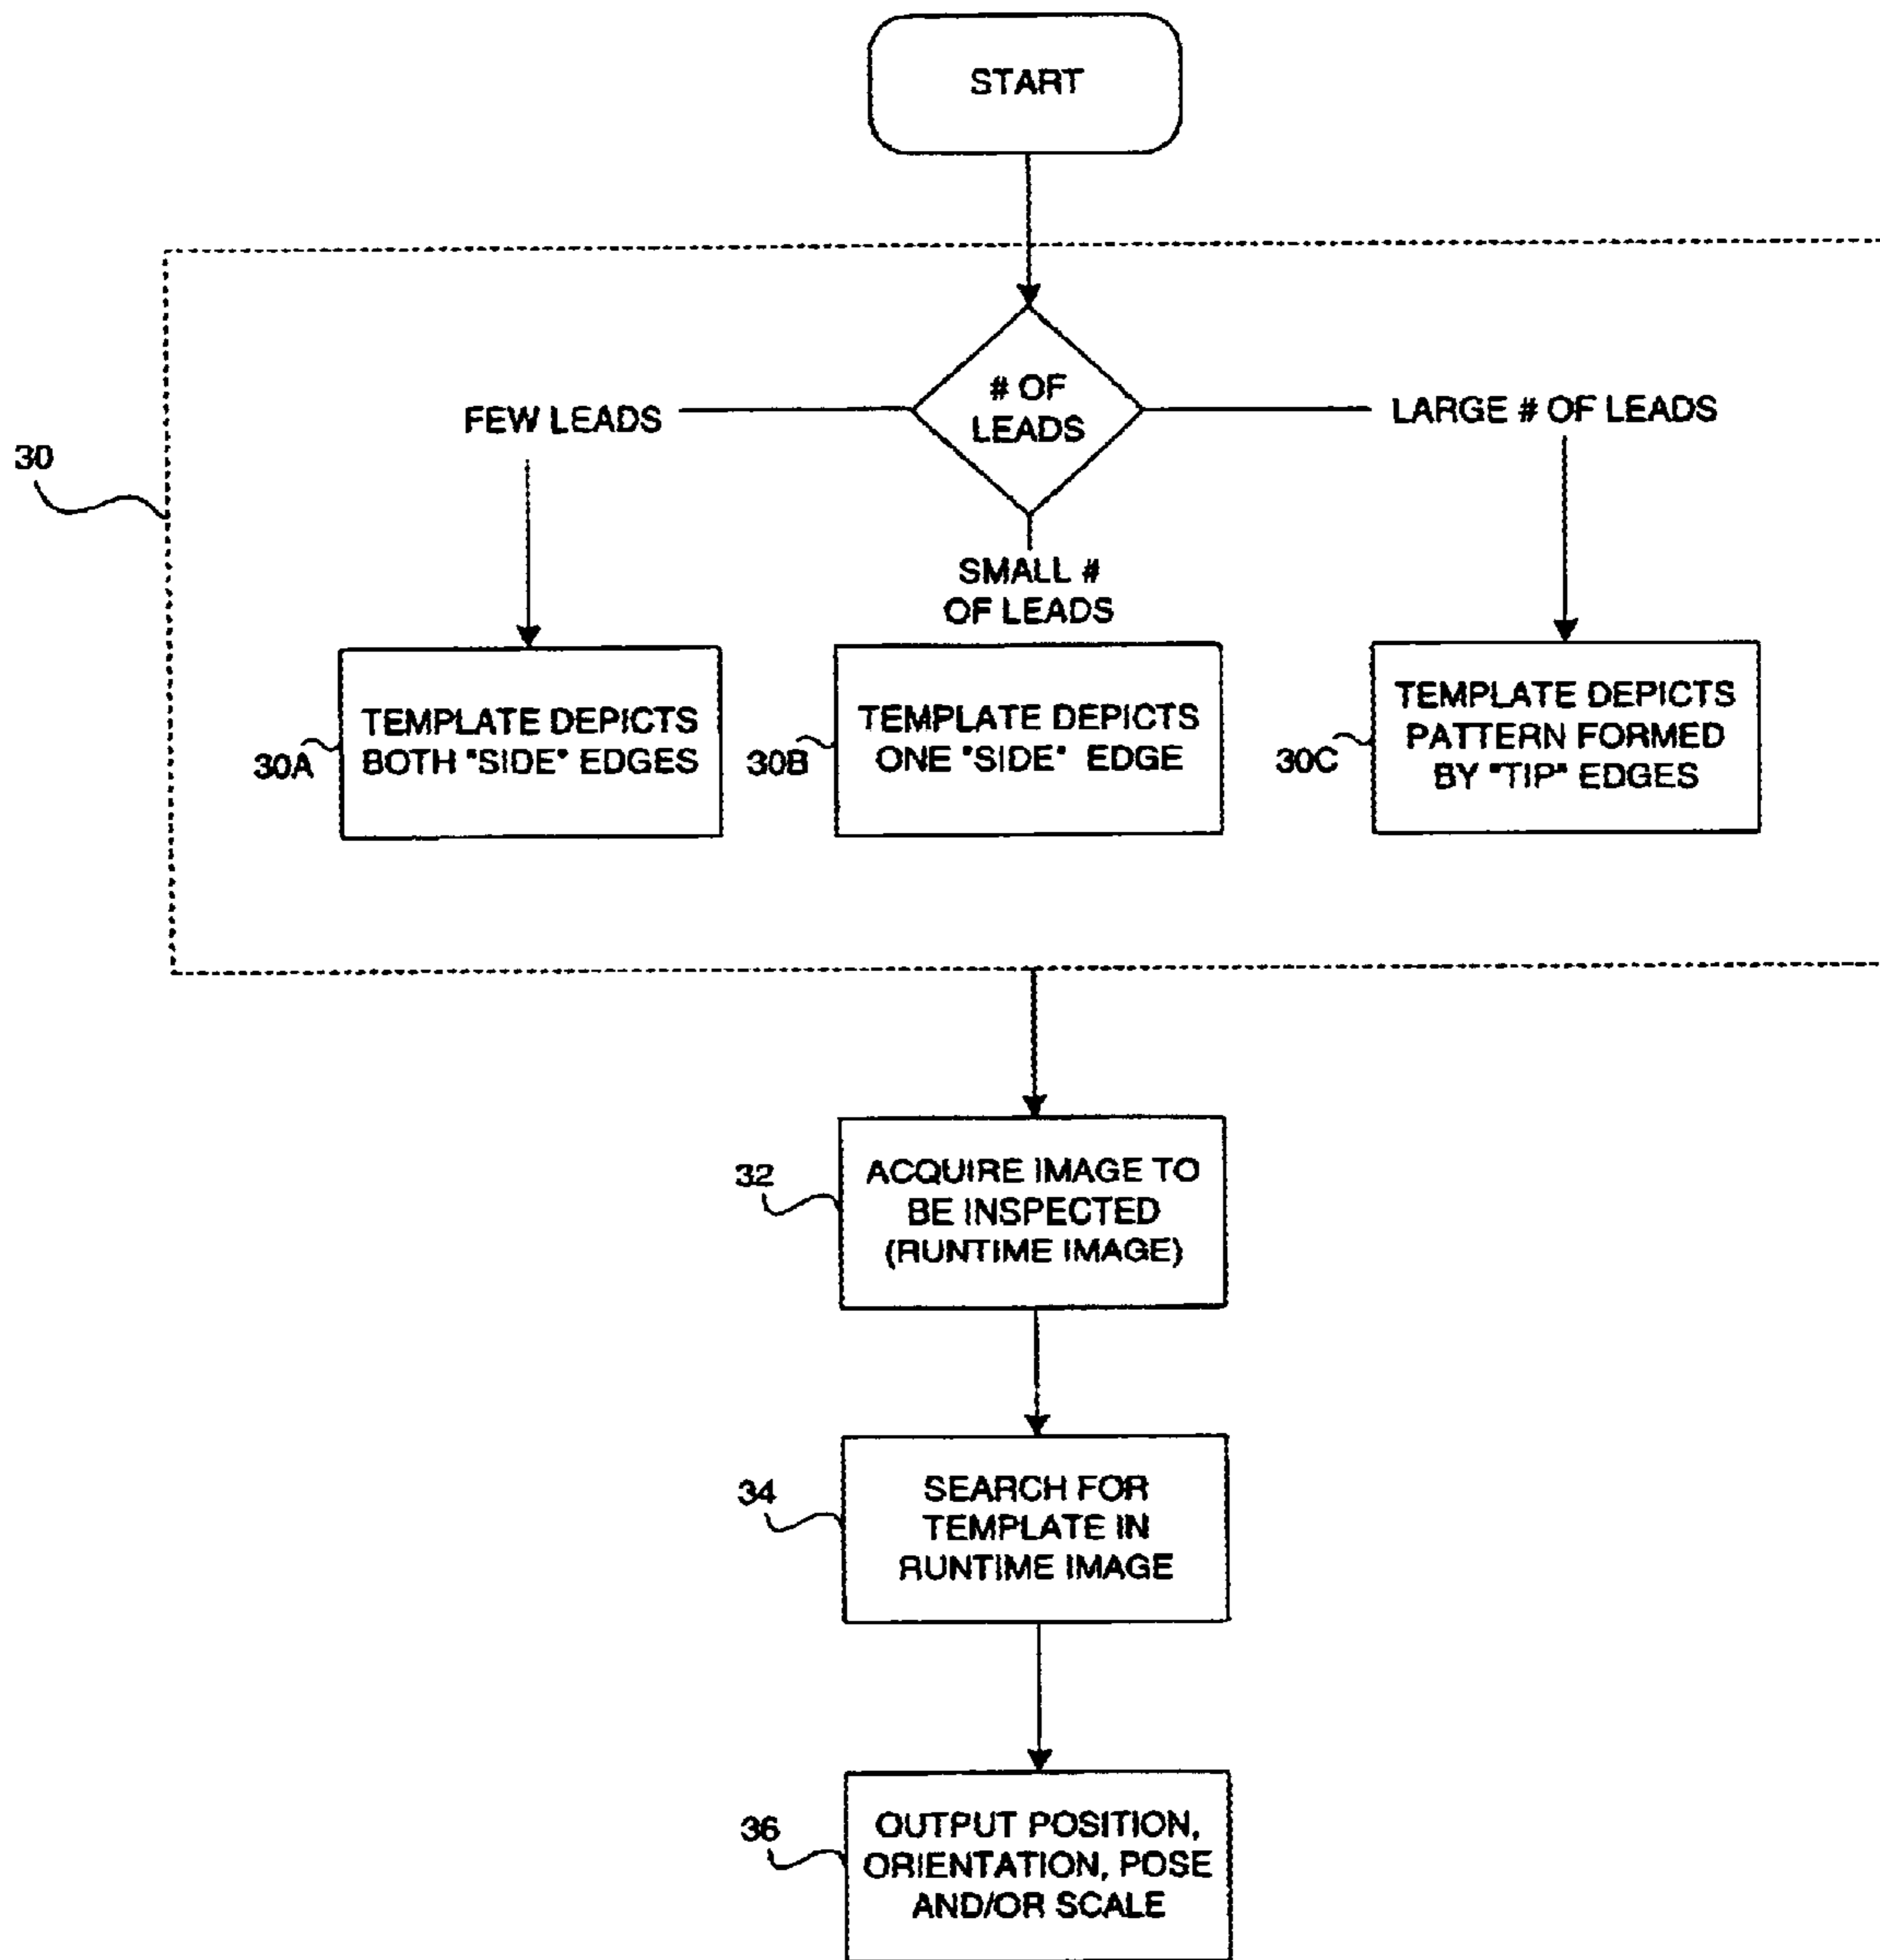 START
# OF
LEADS
FEW LEADS
LARGE # OF LEADS
30
SMALL #
OF LEADS
TEMPLATE DEPICTS
BOTH "SIDE" EDGES
30A
TEMPLATE DEPICTS
ONE "SIDE" EDGE
30B
TEMPLATE DEPICTS
PATTERN FORMED
BY "TIP" EDGES
30C
32
ACQUIRE IMAGE TO
BE INSPECTED
(RUNTIME IMAGE)
34
SEARCH FOR
TEMPLATE IN
RUNTIME IMAGE
36
OUTPUT POSITION,
ORIENTATION, POSE
AND/OR SCALE